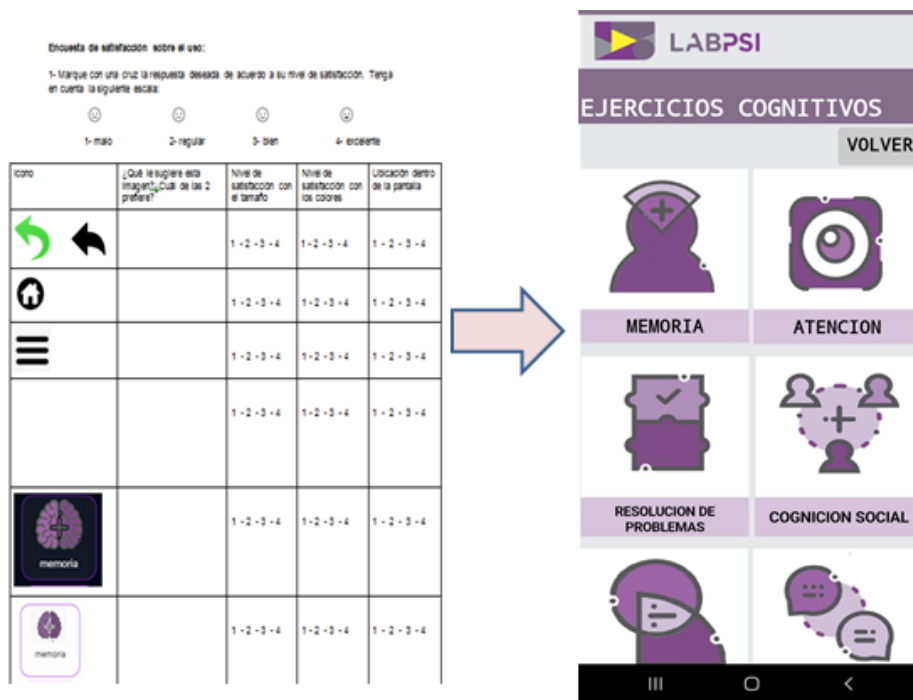 Encuesta de satisfacción sobre el uso:
1- Marque con una cruz la respuesta deseada de acuerdo a su nivel de satisfacción. Tenga
en cuenta la siguiente escala:
1- malo 2- regular 3- bien 4- excelente
Icono
¿Qué le sugiere esta
imagen? ¿Cuál de las 2
prefiere?
Nivel de
satisfacción con
el tamaño
Nivel de
satisfacción con
los colores
Ubicación dentro
de la pantalla
1 - 2 - 3 - 4 1 - 2 - 3 - 4 1 - 2 - 3 - 4
1 - 2 - 3 - 4 1 - 2 - 3 - 4 1 - 2 - 3 - 4
1 - 2 - 3 - 4 1 - 2 - 3 - 4 1 - 2 - 3 - 4
1 - 2 - 3 - 4 1 - 2 - 3 - 4 1 - 2 - 3 - 4
memoria
1 - 2 - 3 - 4 1 - 2 - 3 - 4 1 - 2 - 3 - 4
memoria
1 - 2 - 3 - 4 1 - 2 - 3 - 4 1 - 2 - 3 - 4
LABPSI
EJERCICIOS COGNITIVOS
VOLVER
MEMORIA
ATENCION
RESOLUCION DE
PROBLEMAS
COGNICION SOCIAL